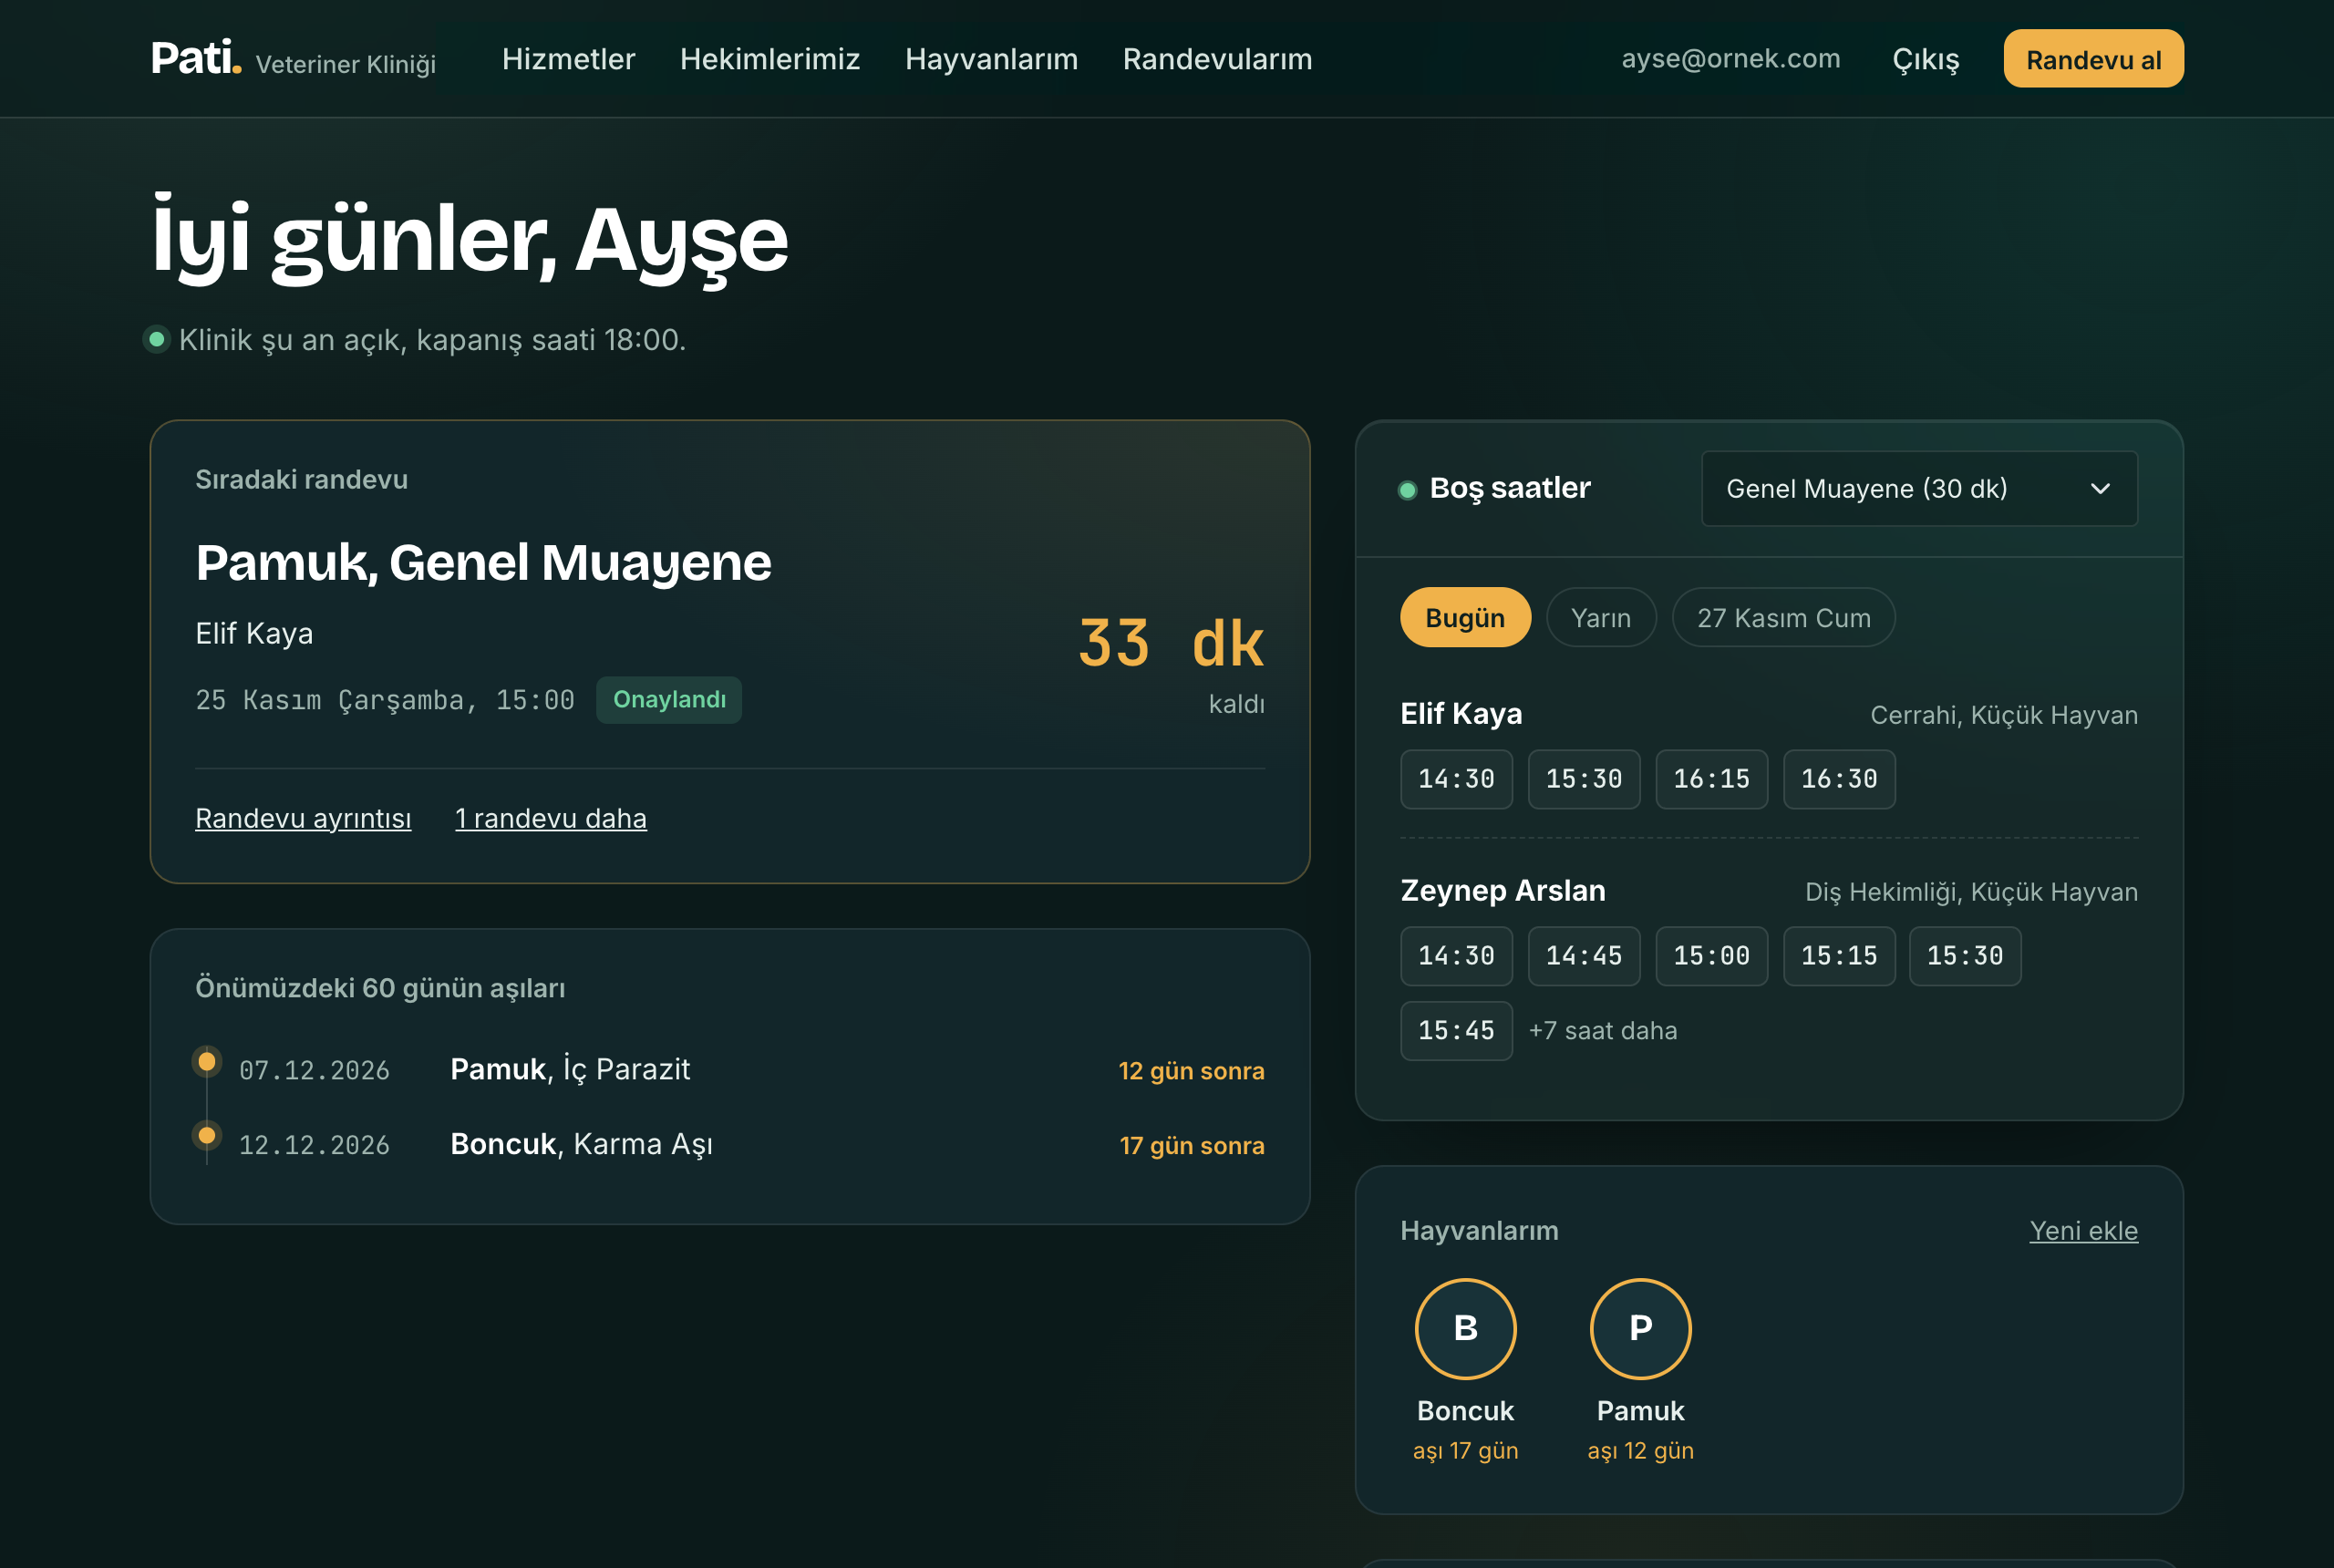 Pati. Veteriner Kliniği Hizmetler Hekimlerimiz Hayvanlarım Randevularım ayse@ornek.com Çıkış Randevu al
İyi günler, Ayşe
Klinik şu an açık, kapanış saati 18:00.
Sıradaki randevu
Pamuk, Genel Muayene
Elif Kaya
25 Kasım Çarşamba, 15:00 Onaylandı
33 dk
kaldı
Randevu ayrıntısı 1 randevu daha
Önümüzdeki 60 günün aşıları
07.12.2026 Pamuk, İç Parazit 12 gün sonra
12.12.2026 Boncuk, Karma Aşı 17 gün sonra
Boş saatler Genel Muayene (30 dk)
Bugün Yarın 27 Kasım Cum
Elif Kaya Cerrahi, Küçük Hayvan
14:30 15:30 16:15 16:30
Zeynep Arslan Diş Hekimliği, Küçük Hayvan
14:30 14:45 15:00 15:15 15:30
15:45 +7 saat daha
Hayvanlarım Yeni ekle
B P
Boncuk Pamuk
aşı 17 gün aşı 12 gün